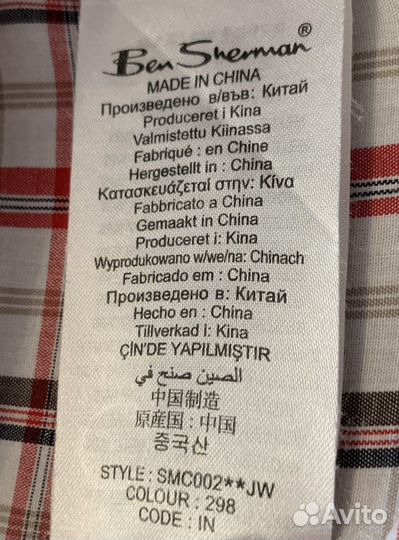 Ben Sherman®
MADE IN CHINA
Произведено в/във: Китай
Produceret i Kina
Valmistettu Kiinassa
Fabriqué : en Chine
Hergestellt in : China
Κατασκευάζεταί στην: Κίνα
Fabbricato a China
Gemaakt in China
Produceret i: Kina
Wyprodukowano w/we/na: Chinach
Fabricado em : China
Произведено в: Китай
Hecho en : China
Tillverkad i: Kina
ÇİN'DE YAPILMIŞTIR
الصين صنع في
中国制造
原産国 : 中国
중국산
STYLE : SMC002**JW
COLOUR : 298
CODE : IN
Avito